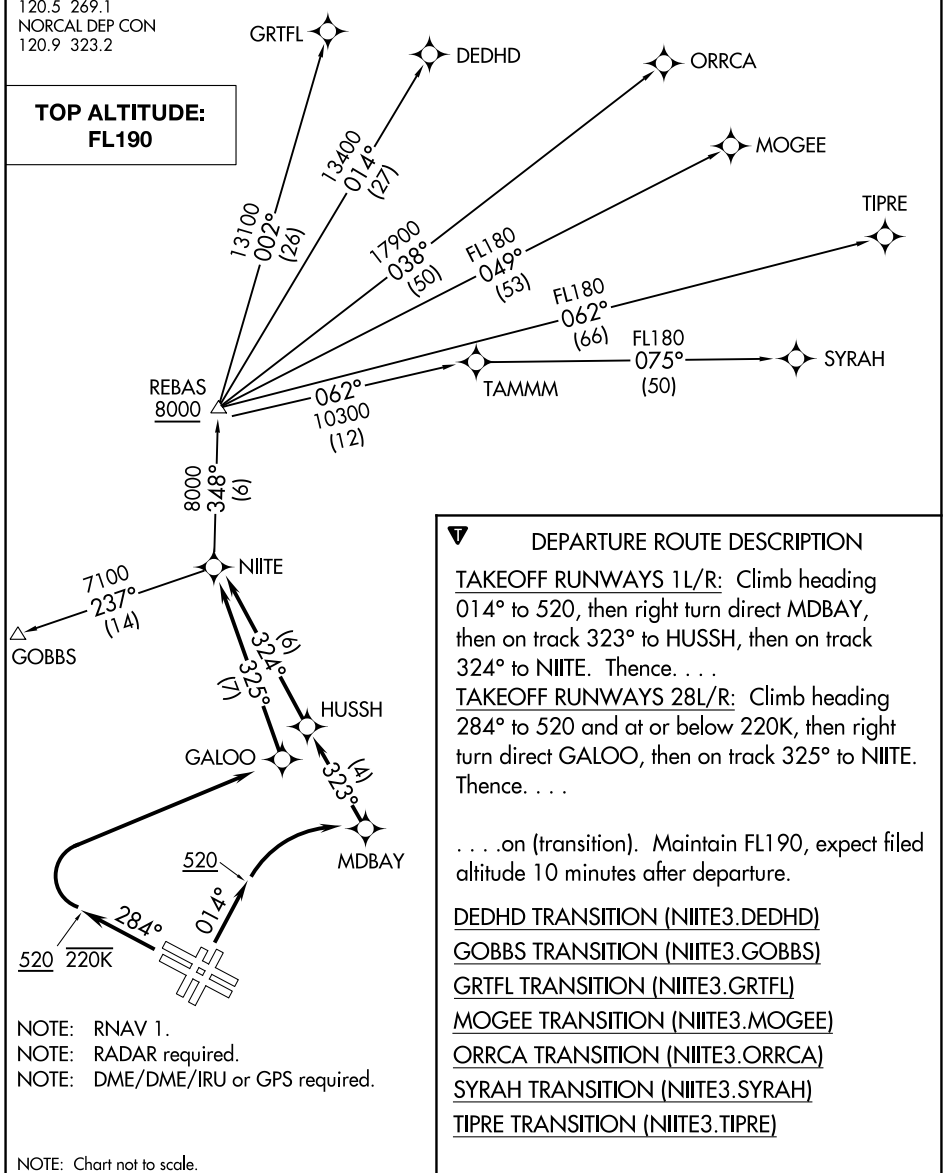 120.5 269.1
NORCAL DEP CON
120.9 323.2
TOP ALTITUDE:
FL190
GRTFL
DEDHD
ORRCA
MOGEE
TIPRE
13100
002°
(26)
13400
014°
(27)
17900
038°
(50)
FL180
049°
(53)
FL180
062°
(66)
FL180
075°
(50)
SYRAH
TAMMM
REBAS
8000
062°
10300
(12)
8000
348°
(6)
NIITE
7100
237°
(14)
GOBBS
(6)
324°
325°
(7)
HUSSH
GALOO
(4)
323°
MDBAY
520
014°
284°
520 220K
NOTE: RNAV 1.
NOTE: RADAR required.
NOTE: DME/DME/IRU or GPS required.
NOTE: Chart not to scale.
T
DEPARTURE ROUTE DESCRIPTION
TAKEOFF RUNWAYS 1L/R: Climb heading
014° to 520, then right turn direct MDBAY,
then on track 323° to HUSSH, then on track
324° to NIITE. Thence. . . .
TAKEOFF RUNWAYS 28L/R: Climb heading
284° to 520 and at or below 220K, then right
turn direct GALOO, then on track 325° to NIITE.
Thence. . . .
. . . .on (transition). Maintain FL190, expect filed
altitude 10 minutes after departure.
DEDHD TRANSITION (NIITE3.DEDHD)
GOBBS TRANSITION (NIITE3.GOBBS)
GRTFL TRANSITION (NIITE3.GRTFL)
MOGEE TRANSITION (NIITE3.MOGEE)
ORRCA TRANSITION (NIITE3.ORRCA)
SYRAH TRANSITION (NIITE3.SYRAH)
TIPRE TRANSITION (NIITE3.TIPRE)